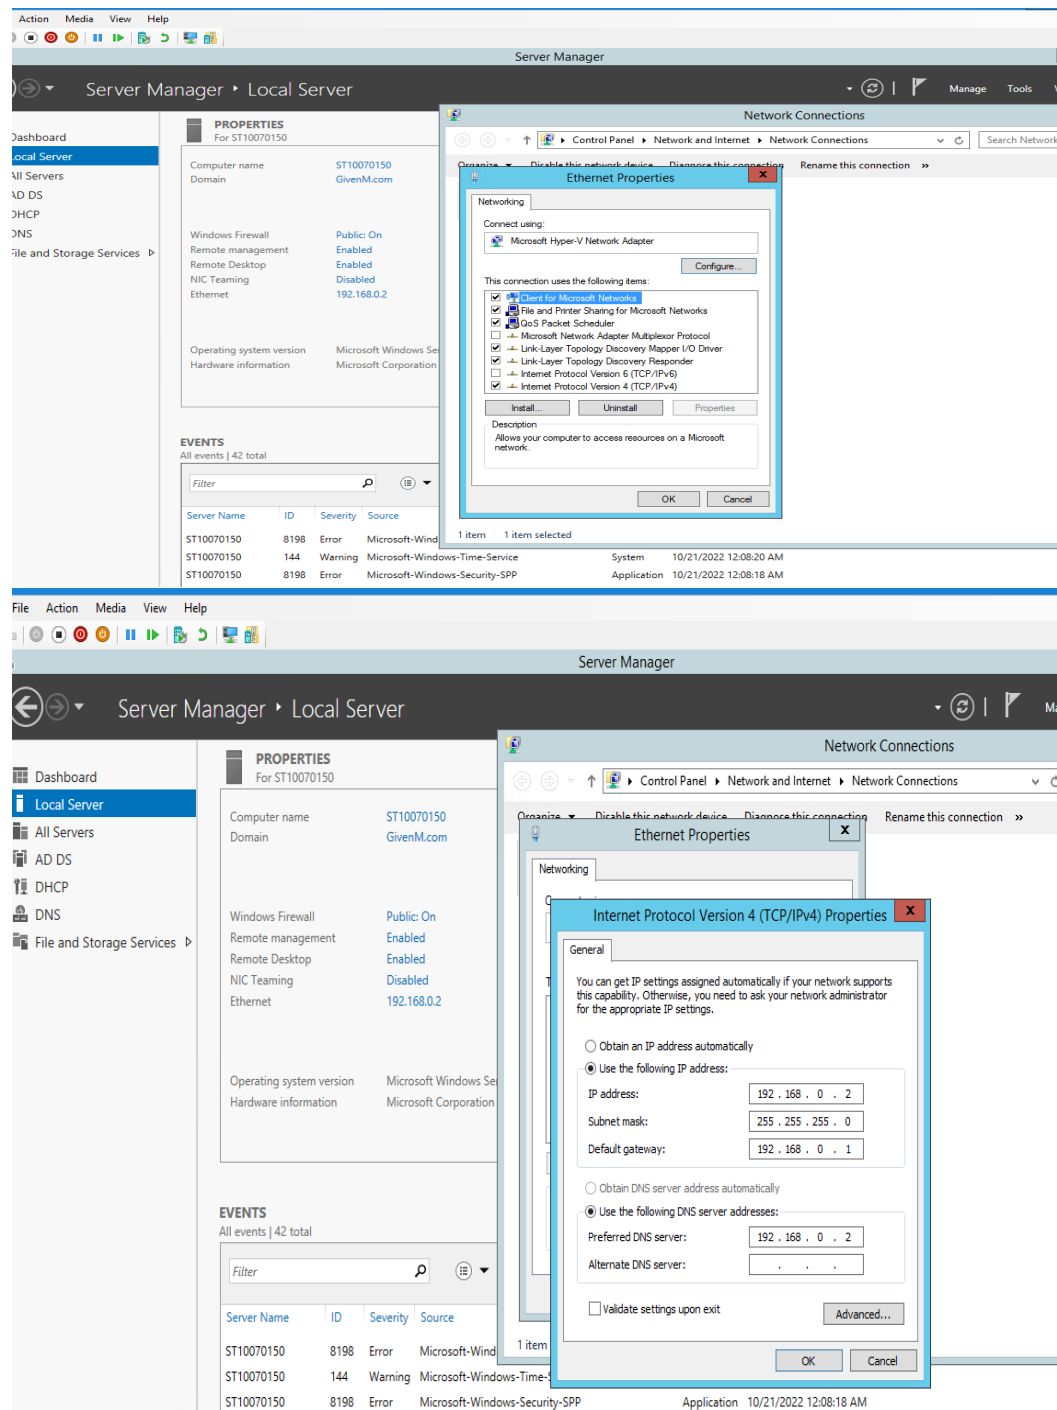 Action Media View Help
Server Manager
Server Manager • Local Server
Manage Tools
Dashboard
Local Server
All Servers
AD DS
DHCP
DNS
File and Storage Services
PROPERTIES
For ST10070150
Computer name ST10070150
Domain GivenM.com
Windows Firewall Public: On
Remote management Enabled
Remote Desktop Enabled
NIC Teaming Disabled
Ethernet 192.168.0.2
Operating system version Microsoft Windows Se
Hardware information Microsoft Corporation
EVENTS
All events | 42 total
Filter
Server Name ID Severity Source
ST10070150 8198 Error Microsoft-Wind
ST10070150 144 Warning Microsoft-Windows-Time-Service System 10/21/2022 12:08:20 AM
ST10070150 8198 Error Microsoft-Windows-Security-SPP Application 10/21/2022 12:08:18 AM
Network Connections
Control Panel Network and Internet Network Connections
Search Network
Organize Disable this network device Diagnose this connection Rename this connection »
Ethernet Properties
Networking
Connect using:
Microsoft Hyper-V Network Adapter
Configure...
This connection uses the following items:
Client for Microsoft Networks
File and Printer Sharing for Microsoft Networks
QoS Packet Scheduler
Microsoft Network Adapter Multiplexor Protocol
Link-Layer Topology Discovery Mapper I/O Driver
Link-Layer Topology Discovery Responder
Internet Protocol Version 6 (TCP/IPv6)
Internet Protocol Version 4 (TCP/IPv4)
Install... Uninstall Properties
Description
Allows your computer to access resources on a Microsoft
network.
OK Cancel
1 item 1 item selected
File Action Media View Help
Server Manager
Server Manager • Local Server
Ma
Dashboard
Local Server
All Servers
AD DS
DHCP
DNS
File and Storage Services
PROPERTIES
For ST10070150
Computer name ST10070150
Domain GivenM.com
Windows Firewall Public: On
Remote management Enabled
Remote Desktop Enabled
NIC Teaming Disabled
Ethernet 192.168.0.2
Operating system version Microsoft Windows Se
Hardware information Microsoft Corporation
EVENTS
All events | 42 total
Filter
Server Name ID Severity Source
ST10070150 8198 Error Microsoft-Wind
ST10070150 144 Warning Microsoft-Windows-Time-S
ST10070150 8198 Error Microsoft-Windows-Security-SPP Application 10/21/2022 12:08:18 AM
Network Connections
Control Panel Network and Internet Network Connections
Organize Disable this network device Diagnose this connection Rename this connection »
Ethernet Properties
Networking
Internet Protocol Version 4 (TCP/IPv4) Properties
General
You can get IP settings assigned automatically if your network supports
this capability. Otherwise, you need to ask your network administrator
for the appropriate IP settings.
Obtain an IP address automatically
Use the following IP address:
IP address: 192 . 168 . 0 . 2
Subnet mask: 255 . 255 . 255 . 0
Default gateway: 192 . 168 . 0 . 1
Obtain DNS server address automatically
Use the following DNS server addresses:
Preferred DNS server: 192 . 168 . 0 . 2
Alternate DNS server: . . .
Validate settings upon exit
Advanced...
OK Cancel
1 item